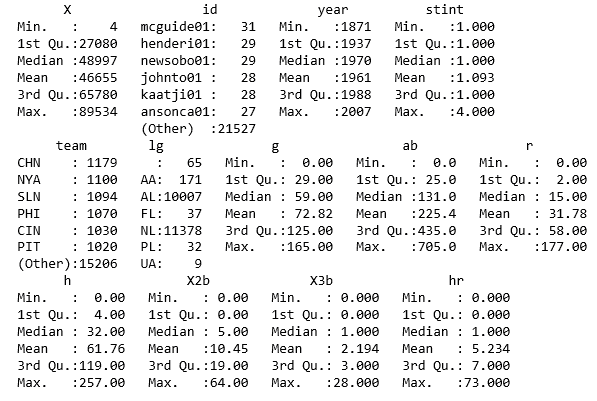 X               id             year          stint
 Min.   :    4   mcguide01:   31   Min.   :1871   Min.   :1.000
 1st Qu.:27080   henderi01:   29   1st Qu.:1937   1st Qu.:1.000
 Median :48997   newsobo01:   29   Median :1970   Median :1.000
 Mean   :46655   johnto01 :   28   Mean   :1961   Mean   :1.093
 3rd Qu.:65780   kaatji01 :   28   3rd Qu.:1988   3rd Qu.:1.000
 Max.   :89534   ansonca01:   27   Max.   :2007   Max.   :4.000
                 (Other)  :21527
      team        lg              g                ab              r
 CHN    : 1179     :   65   Min.   :  0.00   Min.   :  0.0   Min.   :  0.00
 NYA    : 1100   AA:  171   1st Qu.: 29.00   1st Qu.: 25.0   1st Qu.:  2.00
 SLN    : 1094   AL:10007   Median : 59.00   Median :131.0   Median : 15.00
 PHI    : 1070   FL:   37   Mean   : 72.82   Mean   :225.4   Mean   : 31.78
 CIN    : 1030   NL:11378   3rd Qu.:125.00   3rd Qu.:435.0   3rd Qu.: 58.00
 PIT    : 1020   PL:   32   Max.   :165.00   Max.   :705.0   Max.   :177.00
 (Other):15206   UA:    9
       h               X2b             X3b               hr
 Min.   :  0.00   Min.   : 0.00   Min.   : 0.000   Min.   : 0.000
 1st Qu.:  4.00   1st Qu.: 0.00   1st Qu.: 0.000   1st Qu.: 0.000
 Median : 32.00   Median : 5.00   Median : 1.000   Median : 1.000
 Mean   : 61.76   Mean   :10.45   Mean   : 2.194   Mean   : 5.234
 3rd Qu.:119.00   3rd Qu.:19.00   3rd Qu.: 3.000   3rd Qu.: 7.000
 Max.   :257.00   Max.   :64.00   Max.   :28.000   Max.   :73.000